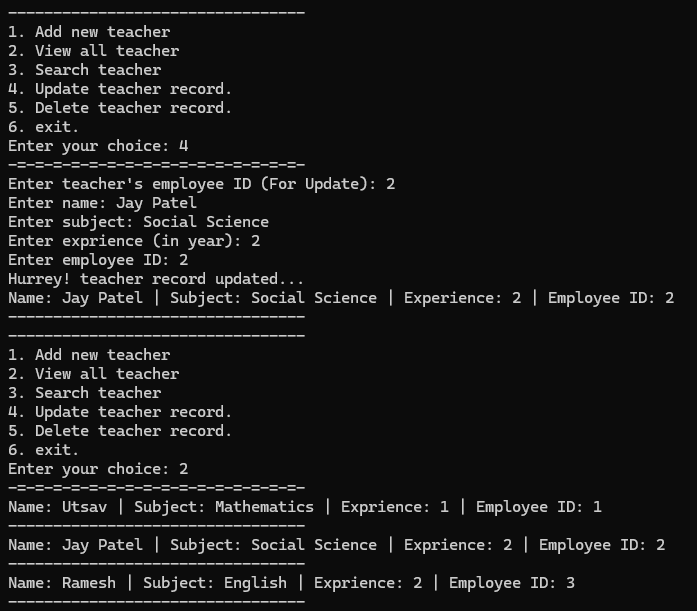 ---------------------------------
1. Add new teacher
2. View all teacher
3. Search teacher
4. Update teacher record.
5. Delete teacher record.
6. exit.
Enter your choice: 4
-=-=-=-=-=-=-=-=-=-=-=-=-=-=-=-=-
Enter teacher's employee ID (For Update): 2
Enter name: Jay Patel
Enter subject: Social Science
Enter exprience (in year): 2
Enter employee ID: 2
Hurrey! teacher record updated...
Name: Jay Patel | Subject: Social Science | Experience: 2 | Employee ID: 2
---------------------------------
---------------------------------
1. Add new teacher
2. View all teacher
3. Search teacher
4. Update teacher record.
5. Delete teacher record.
6. exit.
Enter your choice: 2
-=-=-=-=-=-=-=-=-=-=-=-=-=-=-=-=-
Name: Utsav | Subject: Mathematics | Exprience: 1 | Employee ID: 1
---------------------------------
Name: Jay Patel | Subject: Social Science | Exprience: 2 | Employee ID: 2
---------------------------------
Name: Ramesh | Subject: English | Exprience: 2 | Employee ID: 3
---------------------------------